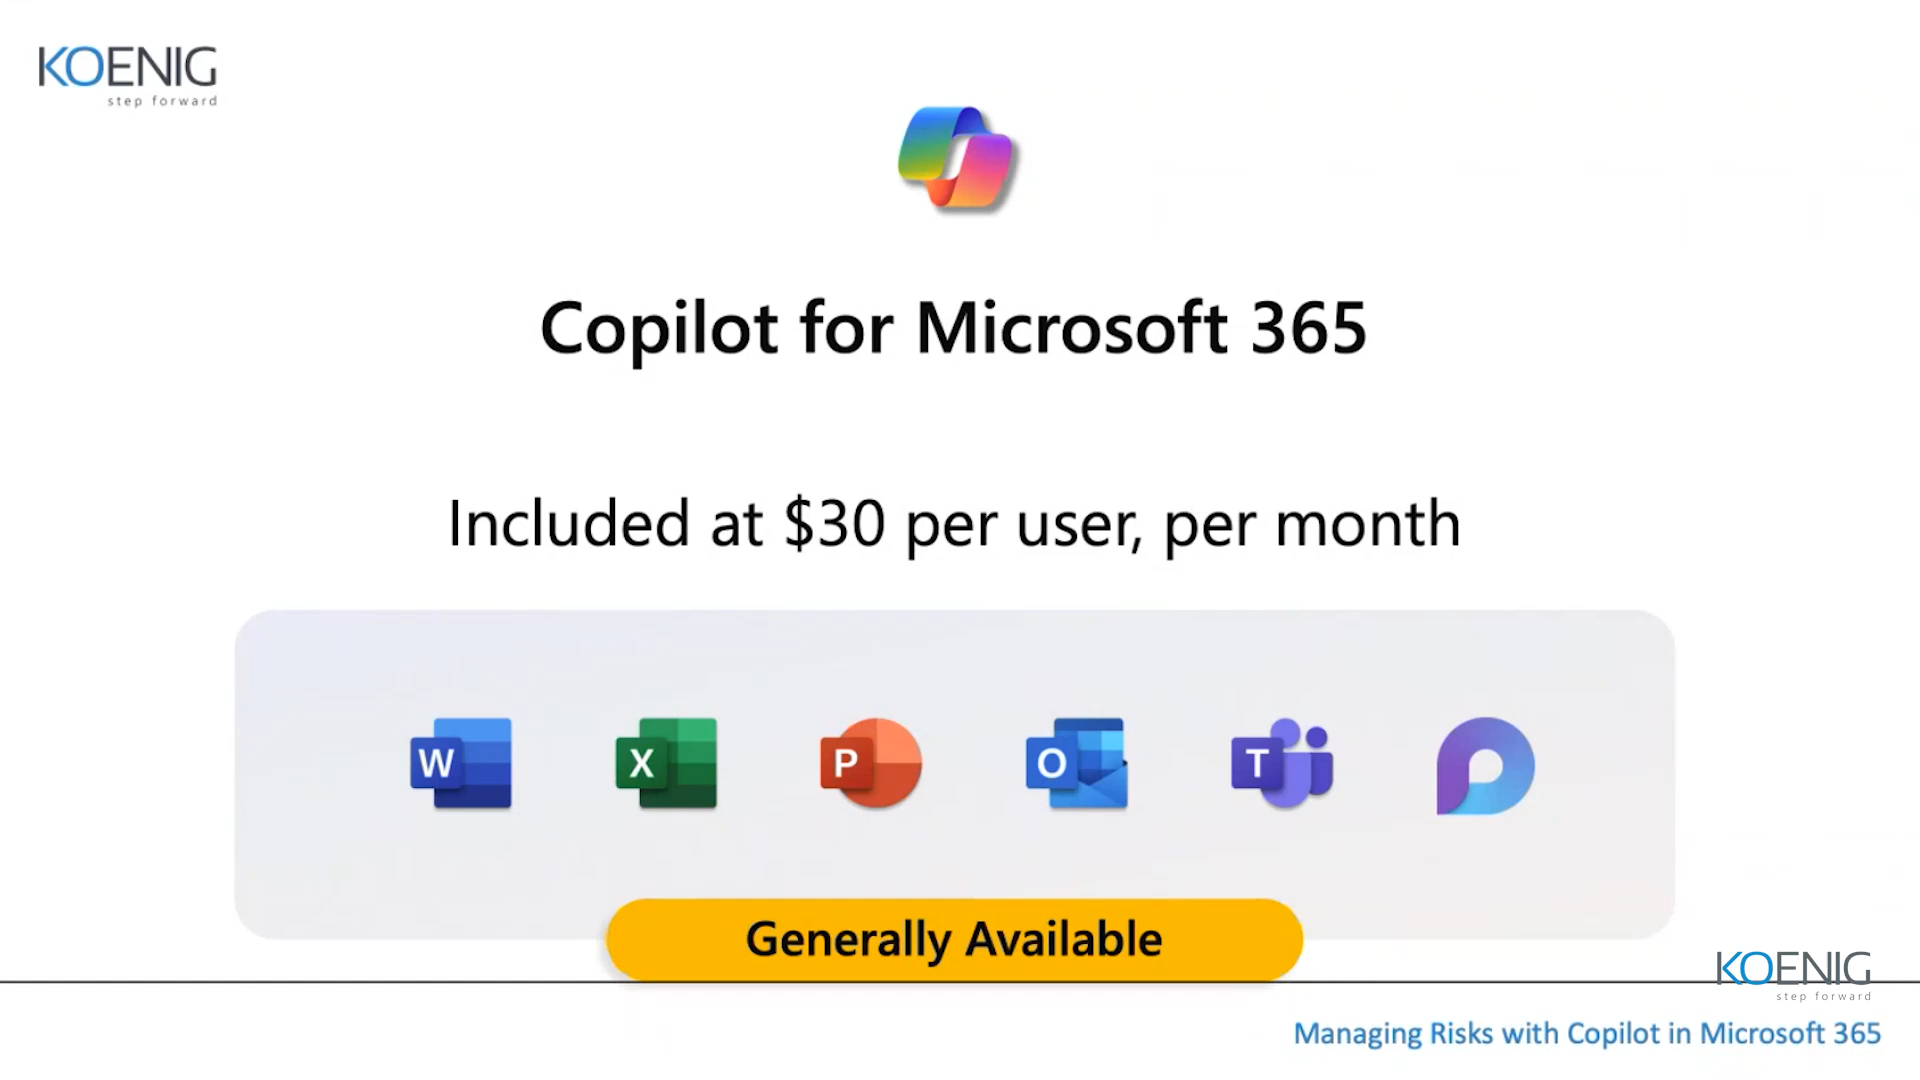 KOENIG
step forward
Copilot for Microsoft 365
Included at $30 per user, per month
W X P O T
Generally Available
KOENIG
step forward
Managing Risks with Copilot in Microsoft 365